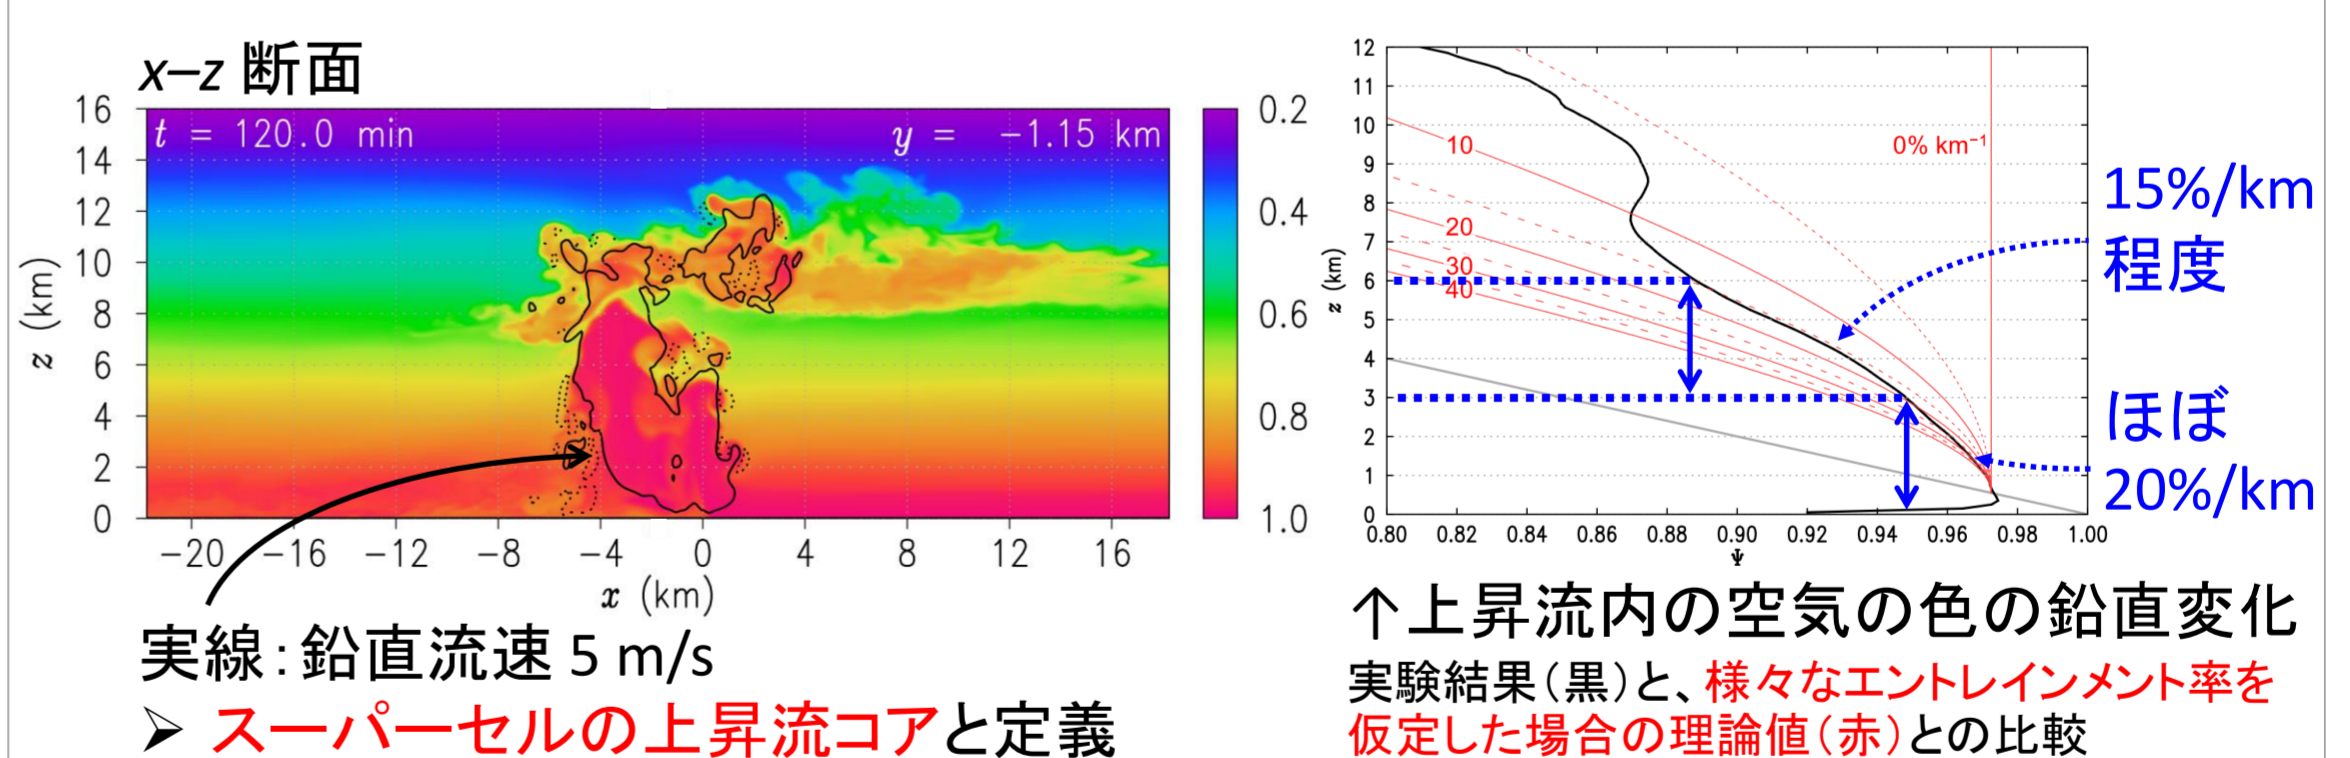 x–z 断面
t = 120.0 min
y = −1.15 km
16
14
12
10
8
6
4
2
0
z (km)
−20 −16 −12 −8 −4 0 4 8 12 16
x (km)
0.2
0.4
0.6
0.8
1.0
実線：鉛直流速 5 m/s
➢ スーパーセルの上昇流コアと定義
12
11
10
9
8
7
6
5
4
3
2
1
0
z (km)
10
20
30
40
0% km⁻¹
0.80 0.82 0.84 0.86 0.88 0.90 0.92 0.94 0.96 0.98 1.00
Ψ
15%/km
程度
ほぼ
20%/km
↑上昇流内の空気の色の鉛直変化
実験結果（黒）と、様々なエントレインメント率を
仮定した場合の理論値（赤）との比較